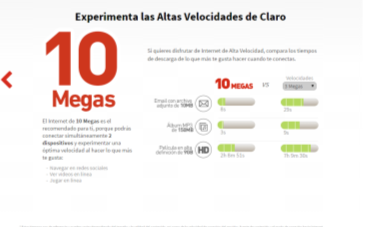 Experimenta las Altas Velocidades de Claro
10
Megas
El internet de 10 Megas es el
recomendado para ti, porque podrás
conectar simultáneamente 2
dispositivos y experimentar una
óptima velocidad al hacer lo que más
te gusta:
- Navegar en redes sociales
- Ver videos en línea
- Jugar en línea
Si quieres disfrutar de Internet de Alta Velocidad, compara los tiempos
de descarga de lo que más te gusta hacer cuando te conectas.
10 MEGAS VS
Velocidades
Megas
Email con archivo
adjunto de 10MB
Álbum MP3
de 150MB
Película en alta
definición de
HD